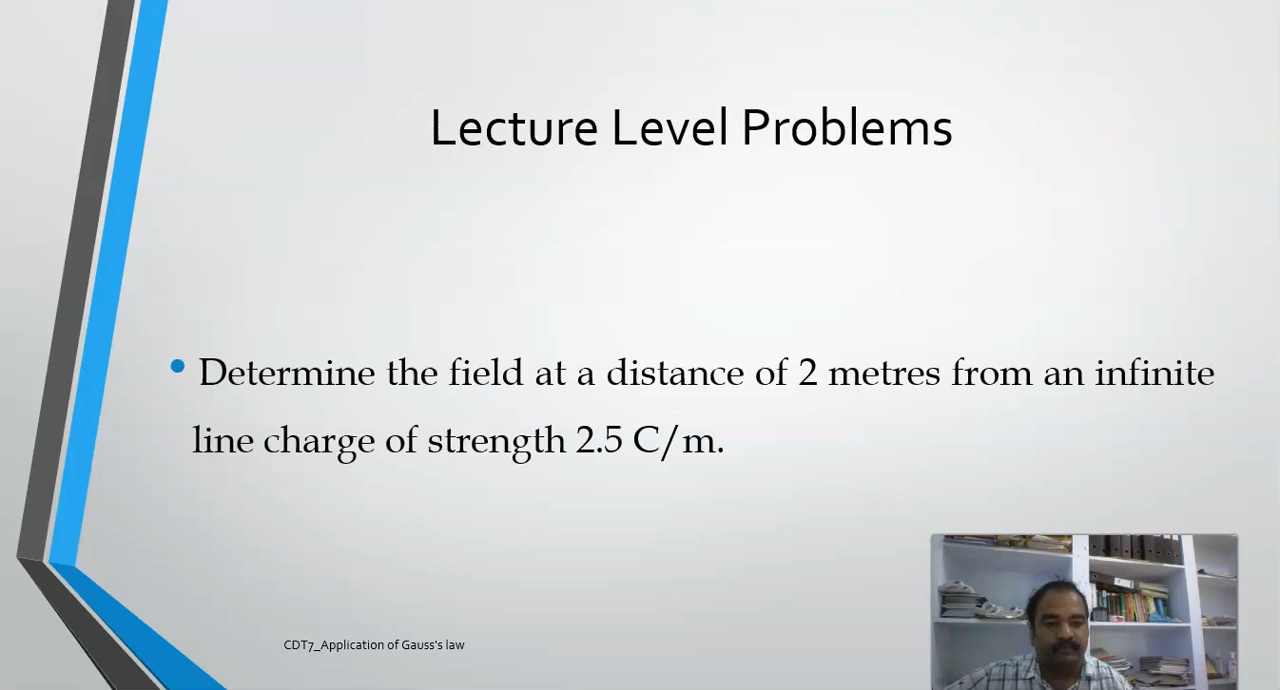 Lecture Level Problems
• Determine the field at a distance of 2 metres from an infinite
line charge of strength 2.5 C/m.
CDT7_Application of Gauss's law